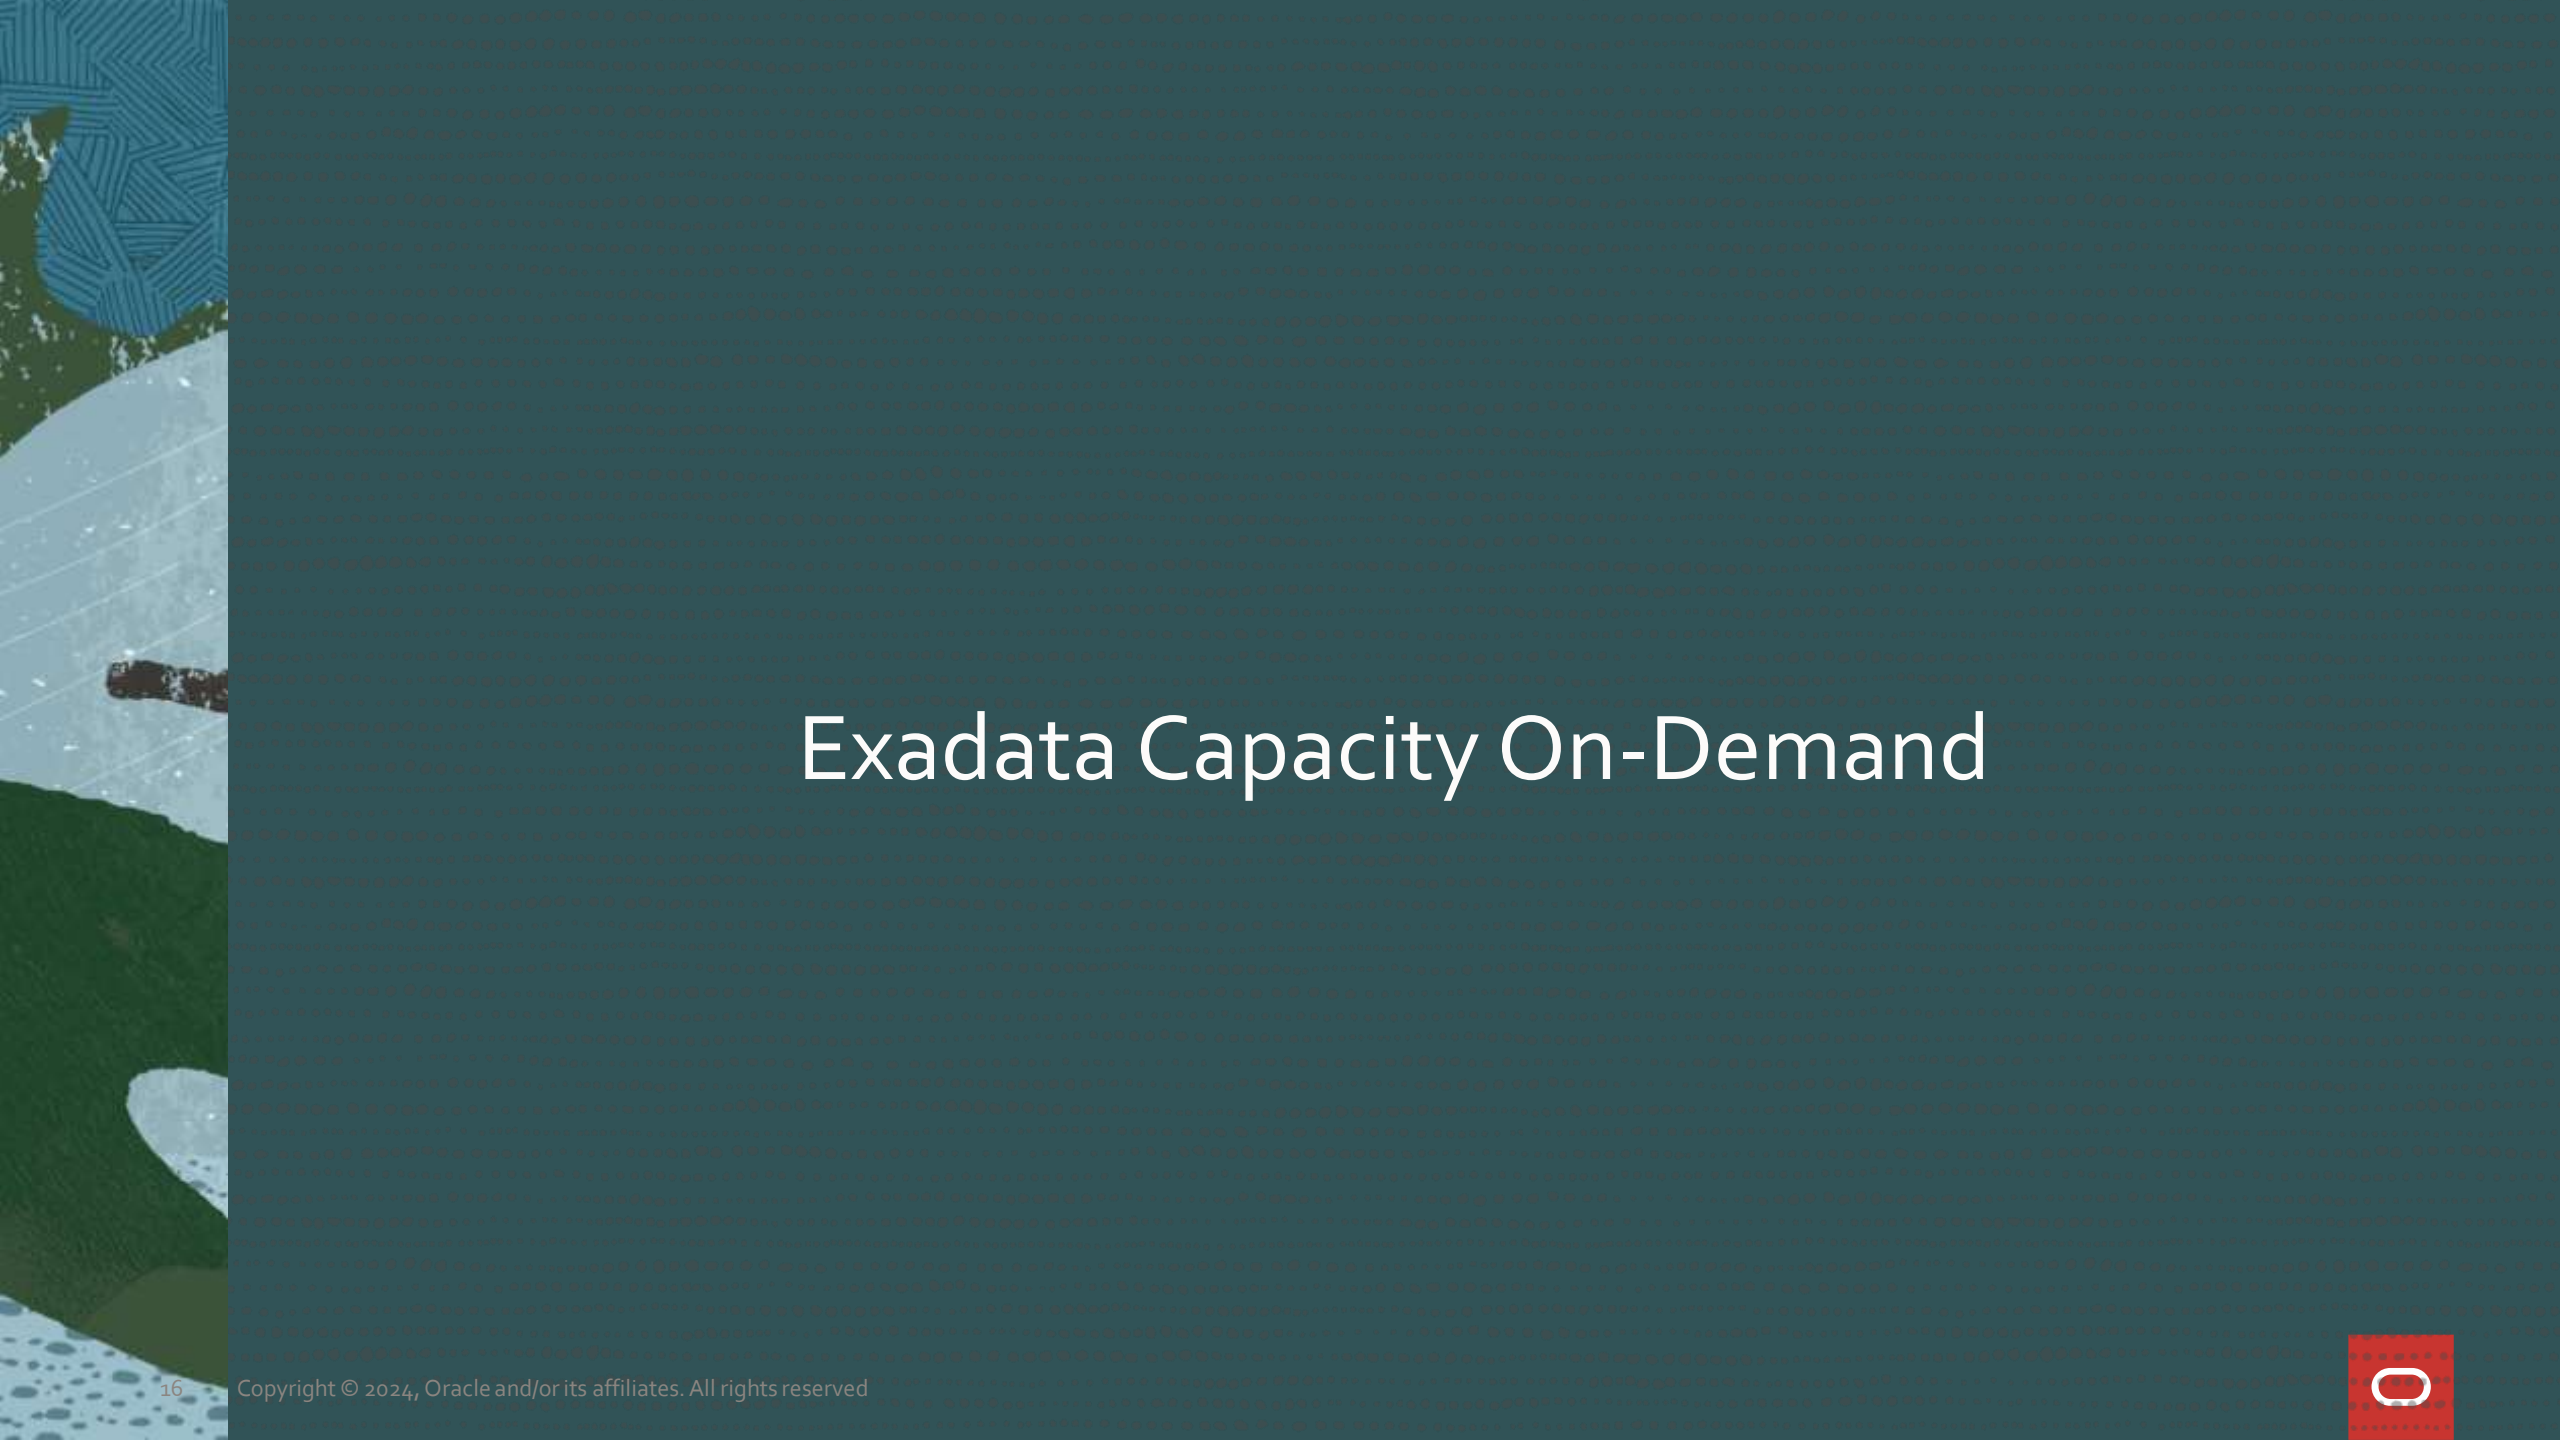 Exadata Capacity On-Demand
16 Copyright © 2024, Oracle and/or its affiliates. All rights reserved